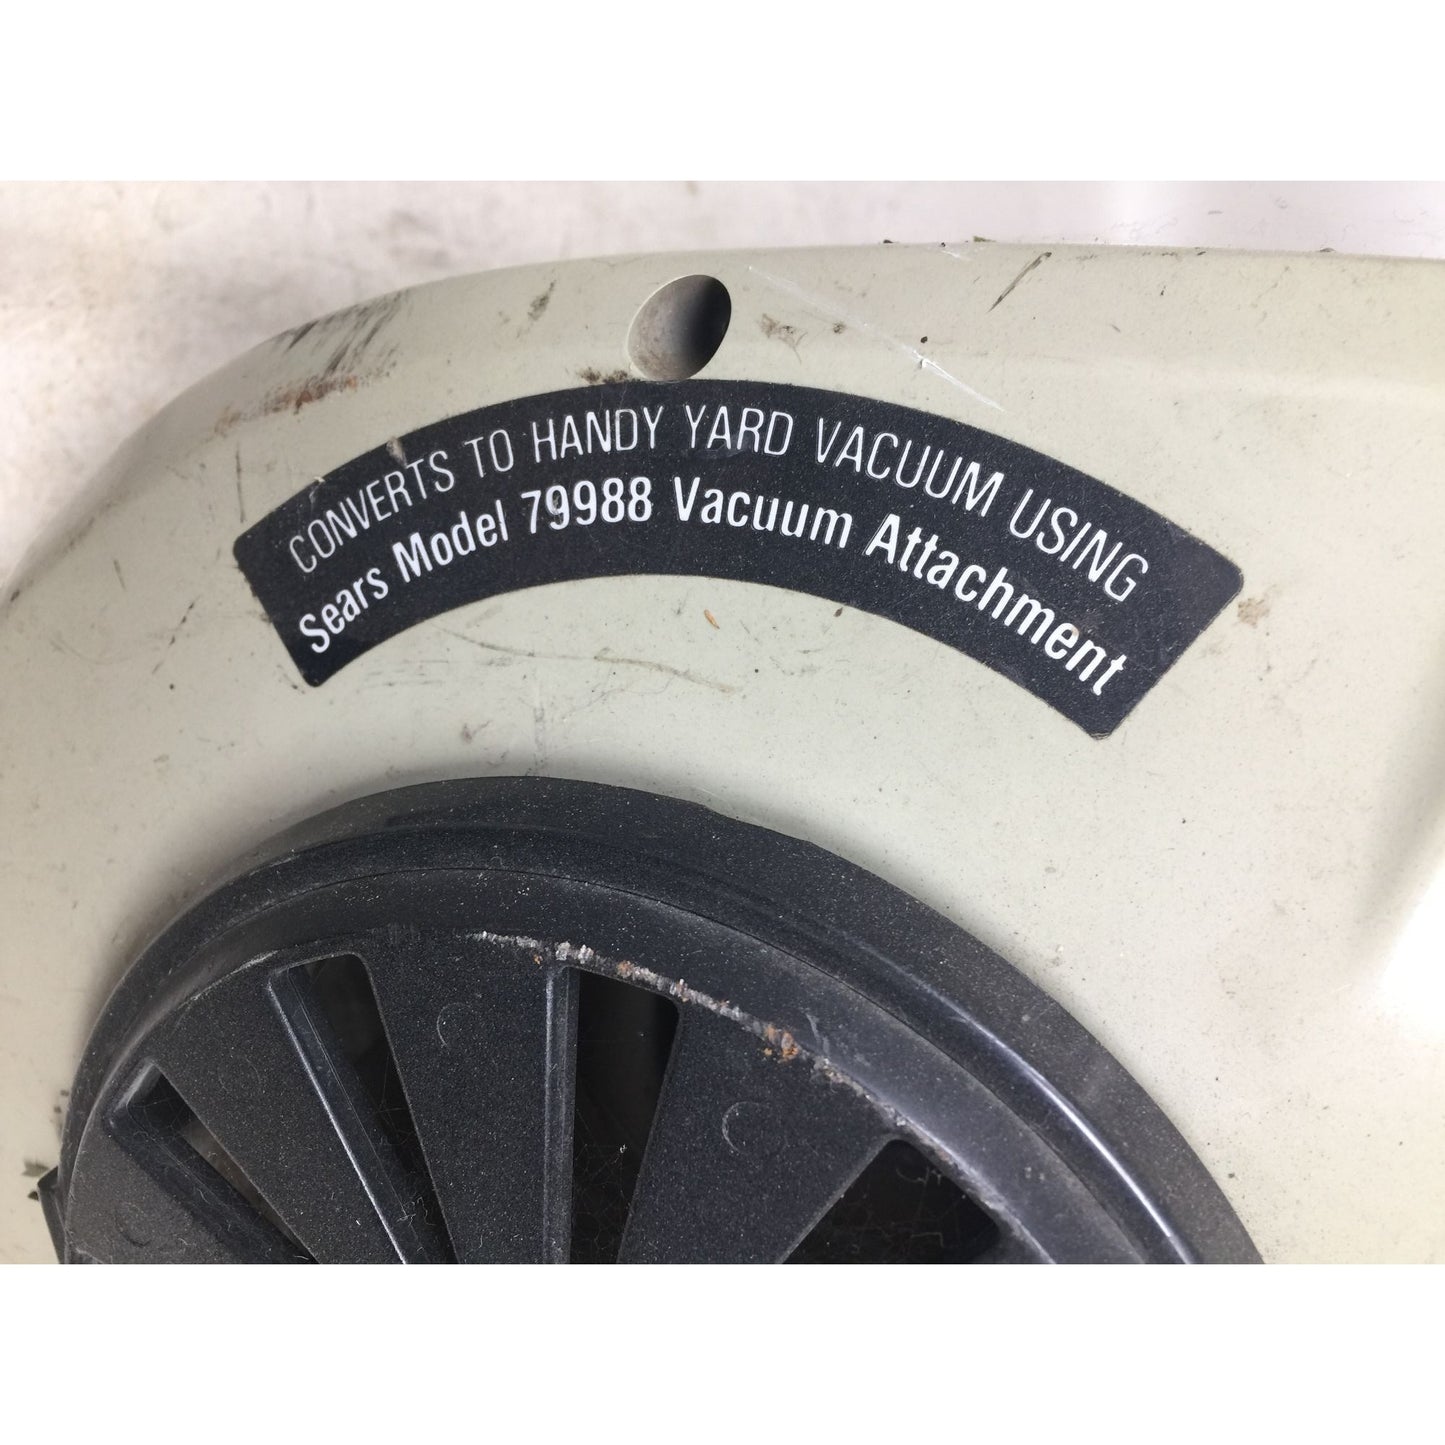 CONVERTS TO HANDY YARD VACUUM USING
Sears Model 79988 Vacuum Attachment